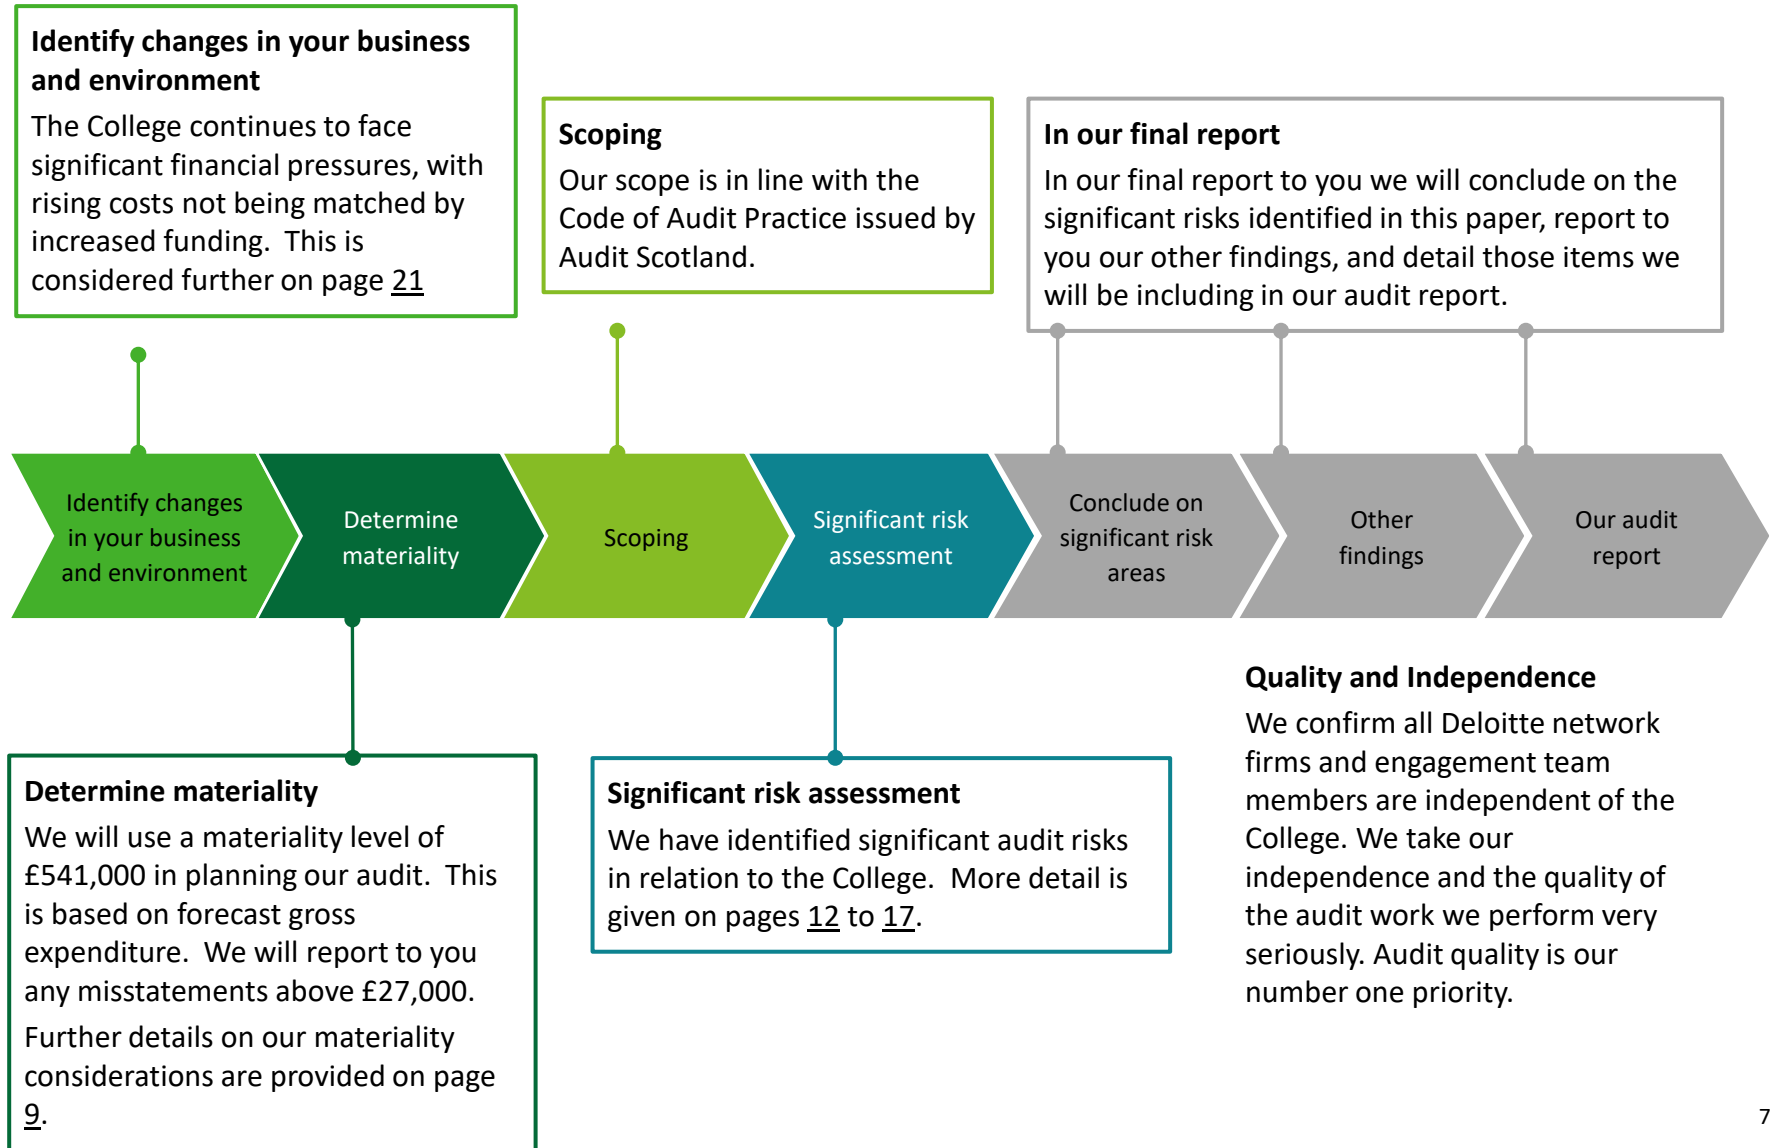 Identify changes in your business
and environment
The College continues to face
significant financial pressures, with
rising costs not being matched by
increased funding.  This is
considered further on page 21
Scoping
Our scope is in line with the
Code of Audit Practice issued by
Audit Scotland.
In our final report
In our final report to you we will conclude on the
significant risks identified in this paper, report to
you our other findings, and detail those items we
will be including in our audit report.
Identify changes
in your business
and environment
Determine
materiality
Scoping
Significant risk
assessment
Conclude on
significant risk
areas
Other
findings
Our audit
report
Determine materiality
We will use a materiality level of
£541,000 in planning our audit.  This
is based on forecast gross
expenditure.  We will report to you
any misstatements above £27,000.
Further details on our materiality
considerations are provided on page
9.
Significant risk assessment
We have identified significant audit risks
in relation to the College.  More detail is
given on pages 12 to 17.
Quality and Independence
We confirm all Deloitte network
firms and engagement team
members are independent of the
College. We take our
independence and the quality of
the audit work we perform very
seriously. Audit quality is our
number one priority.
7